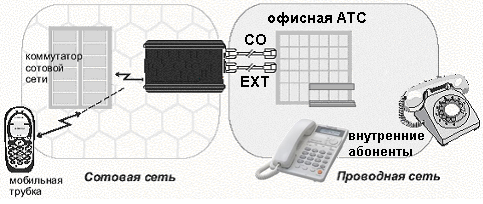 офисная АТС
CO
EXT
коммутатор
сотовой
сети
мобильная
трубка
Сотовая сеть
внутренние
абоненты
Проводная сеть